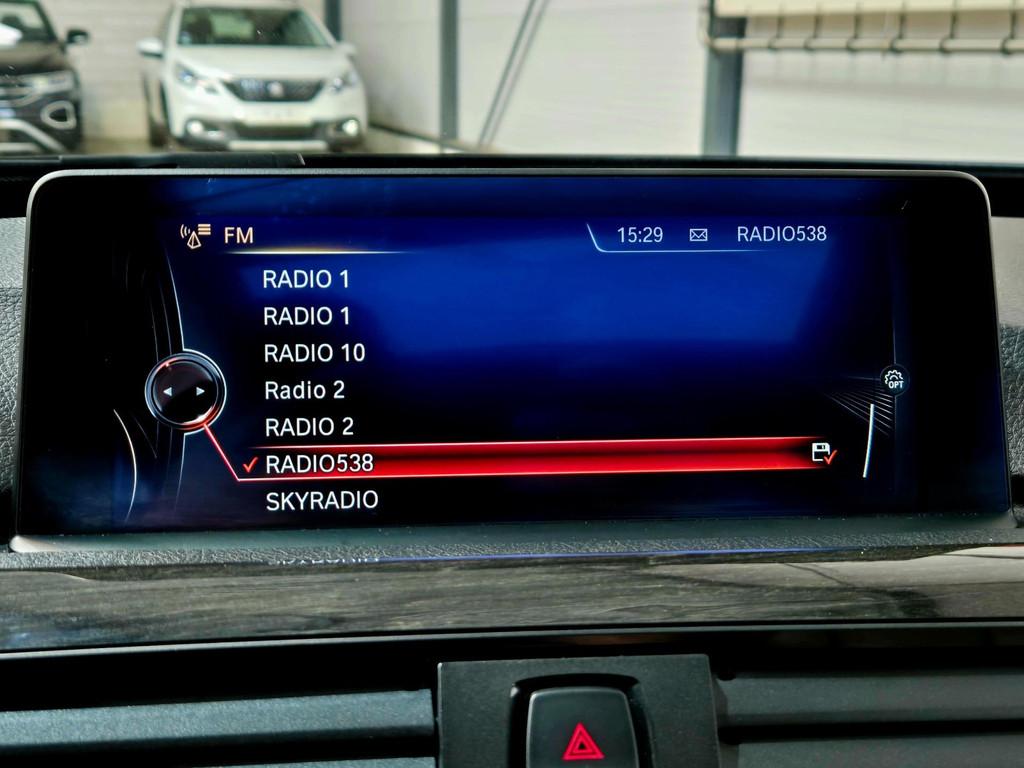 FM 15:29 RADIO538
RADIO 1
RADIO 1
RADIO 10
Radio 2
RADIO 2
RADIO538
SKYRADIO
OPT